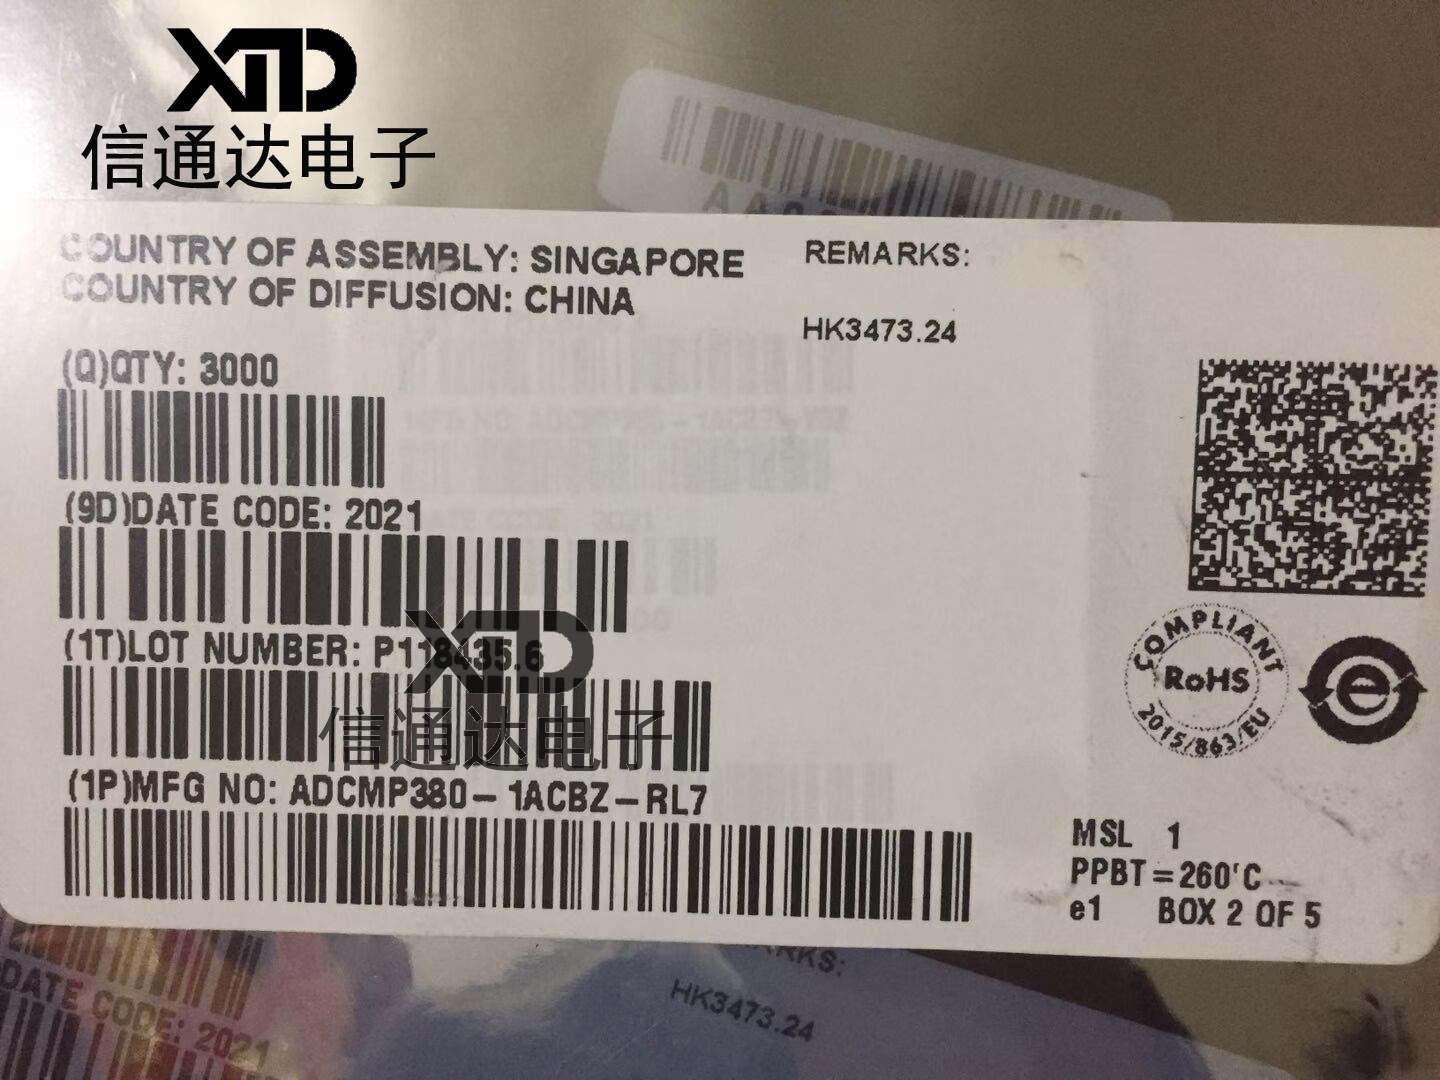 XTD
信通达电子
COUNTRY OF ASSEMBLY: SINGAPORE
COUNTRY OF DIFFUSION: CHINA
REMARKS:
HK3473.24
(Q)QTY: 3000
(9D)DATE CODE: 2021
(1T)LOT NUMBER: P118435.6
XTD
信通达电子
(1P)MFG NO: ADCMP380-1ACBZ-RL7
COMPLIANT
RoHS
2015/863/EU
e
MSL 1
PPBT=260'C
e1 BOX 2 OF 5
DATE CODE: 2021
HK3473.24